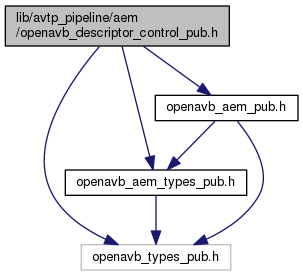 lib/avtp_pipeline/aem
/openavb_descriptor_control_pub.h
openavb_aem_pub.h
openavb_aem_types_pub.h
openavb_types_pub.h